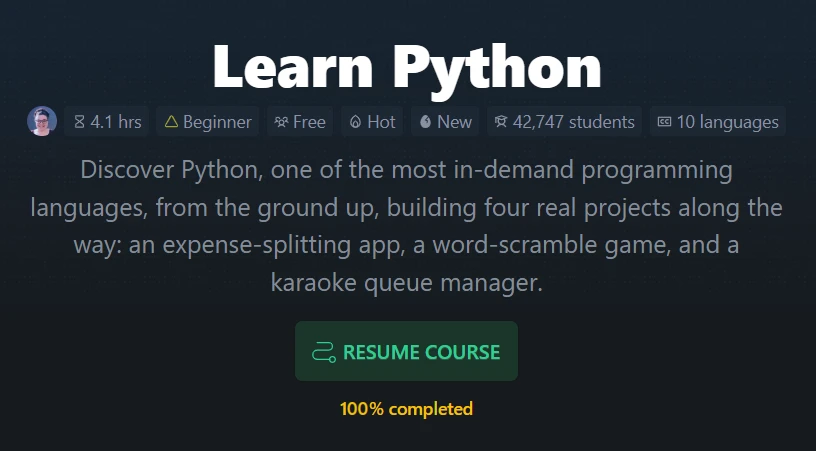 Learn Python
4.1 hrs Beginner Free Hot New 42,747 students CC 10 languages
Discover Python, one of the most in-demand programming
languages, from the ground up, building four real projects along the
way: an expense-splitting app, a word-scramble game, and a
karaoke queue manager.
RESUME COURSE
100% completed